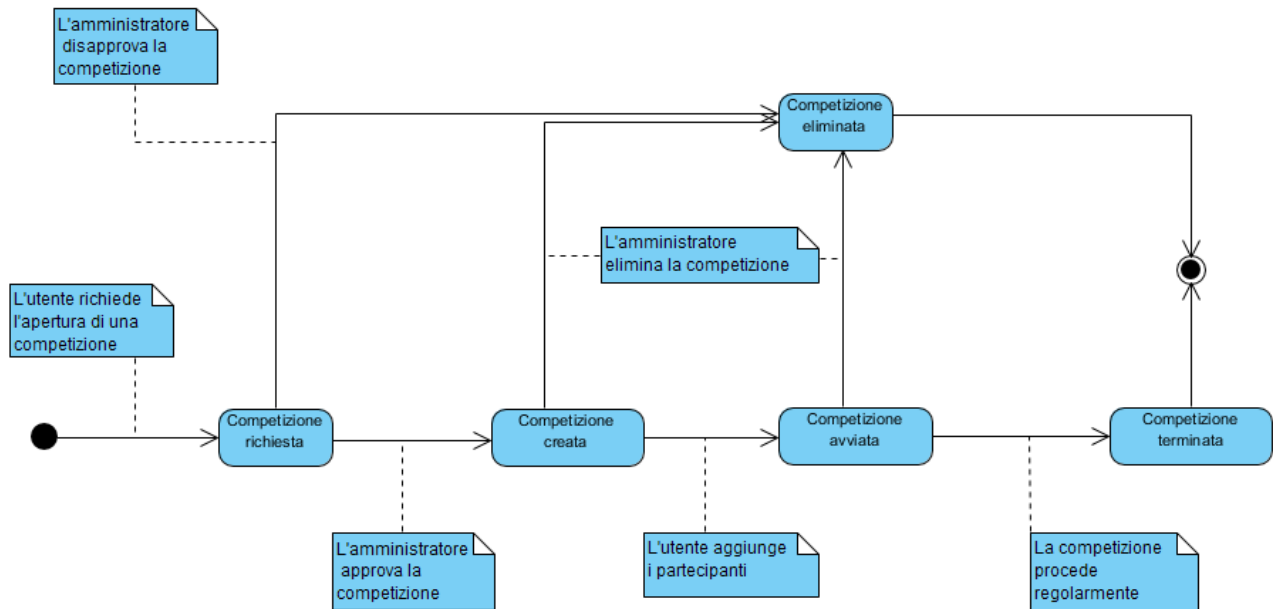 L'amministratore
disapprova la
competizione
Competizione
eliminata
L'amministratore
elimina la competizione
L'utente richiede
l'apertura di una
competizione
Competizione
richiesta
Competizione
creata
Competizione
avviata
Competizione
terminata
L'amministratore
approva la
competizione
L'utente aggiunge
i partecipanti
La competizione
procede
regolarmente